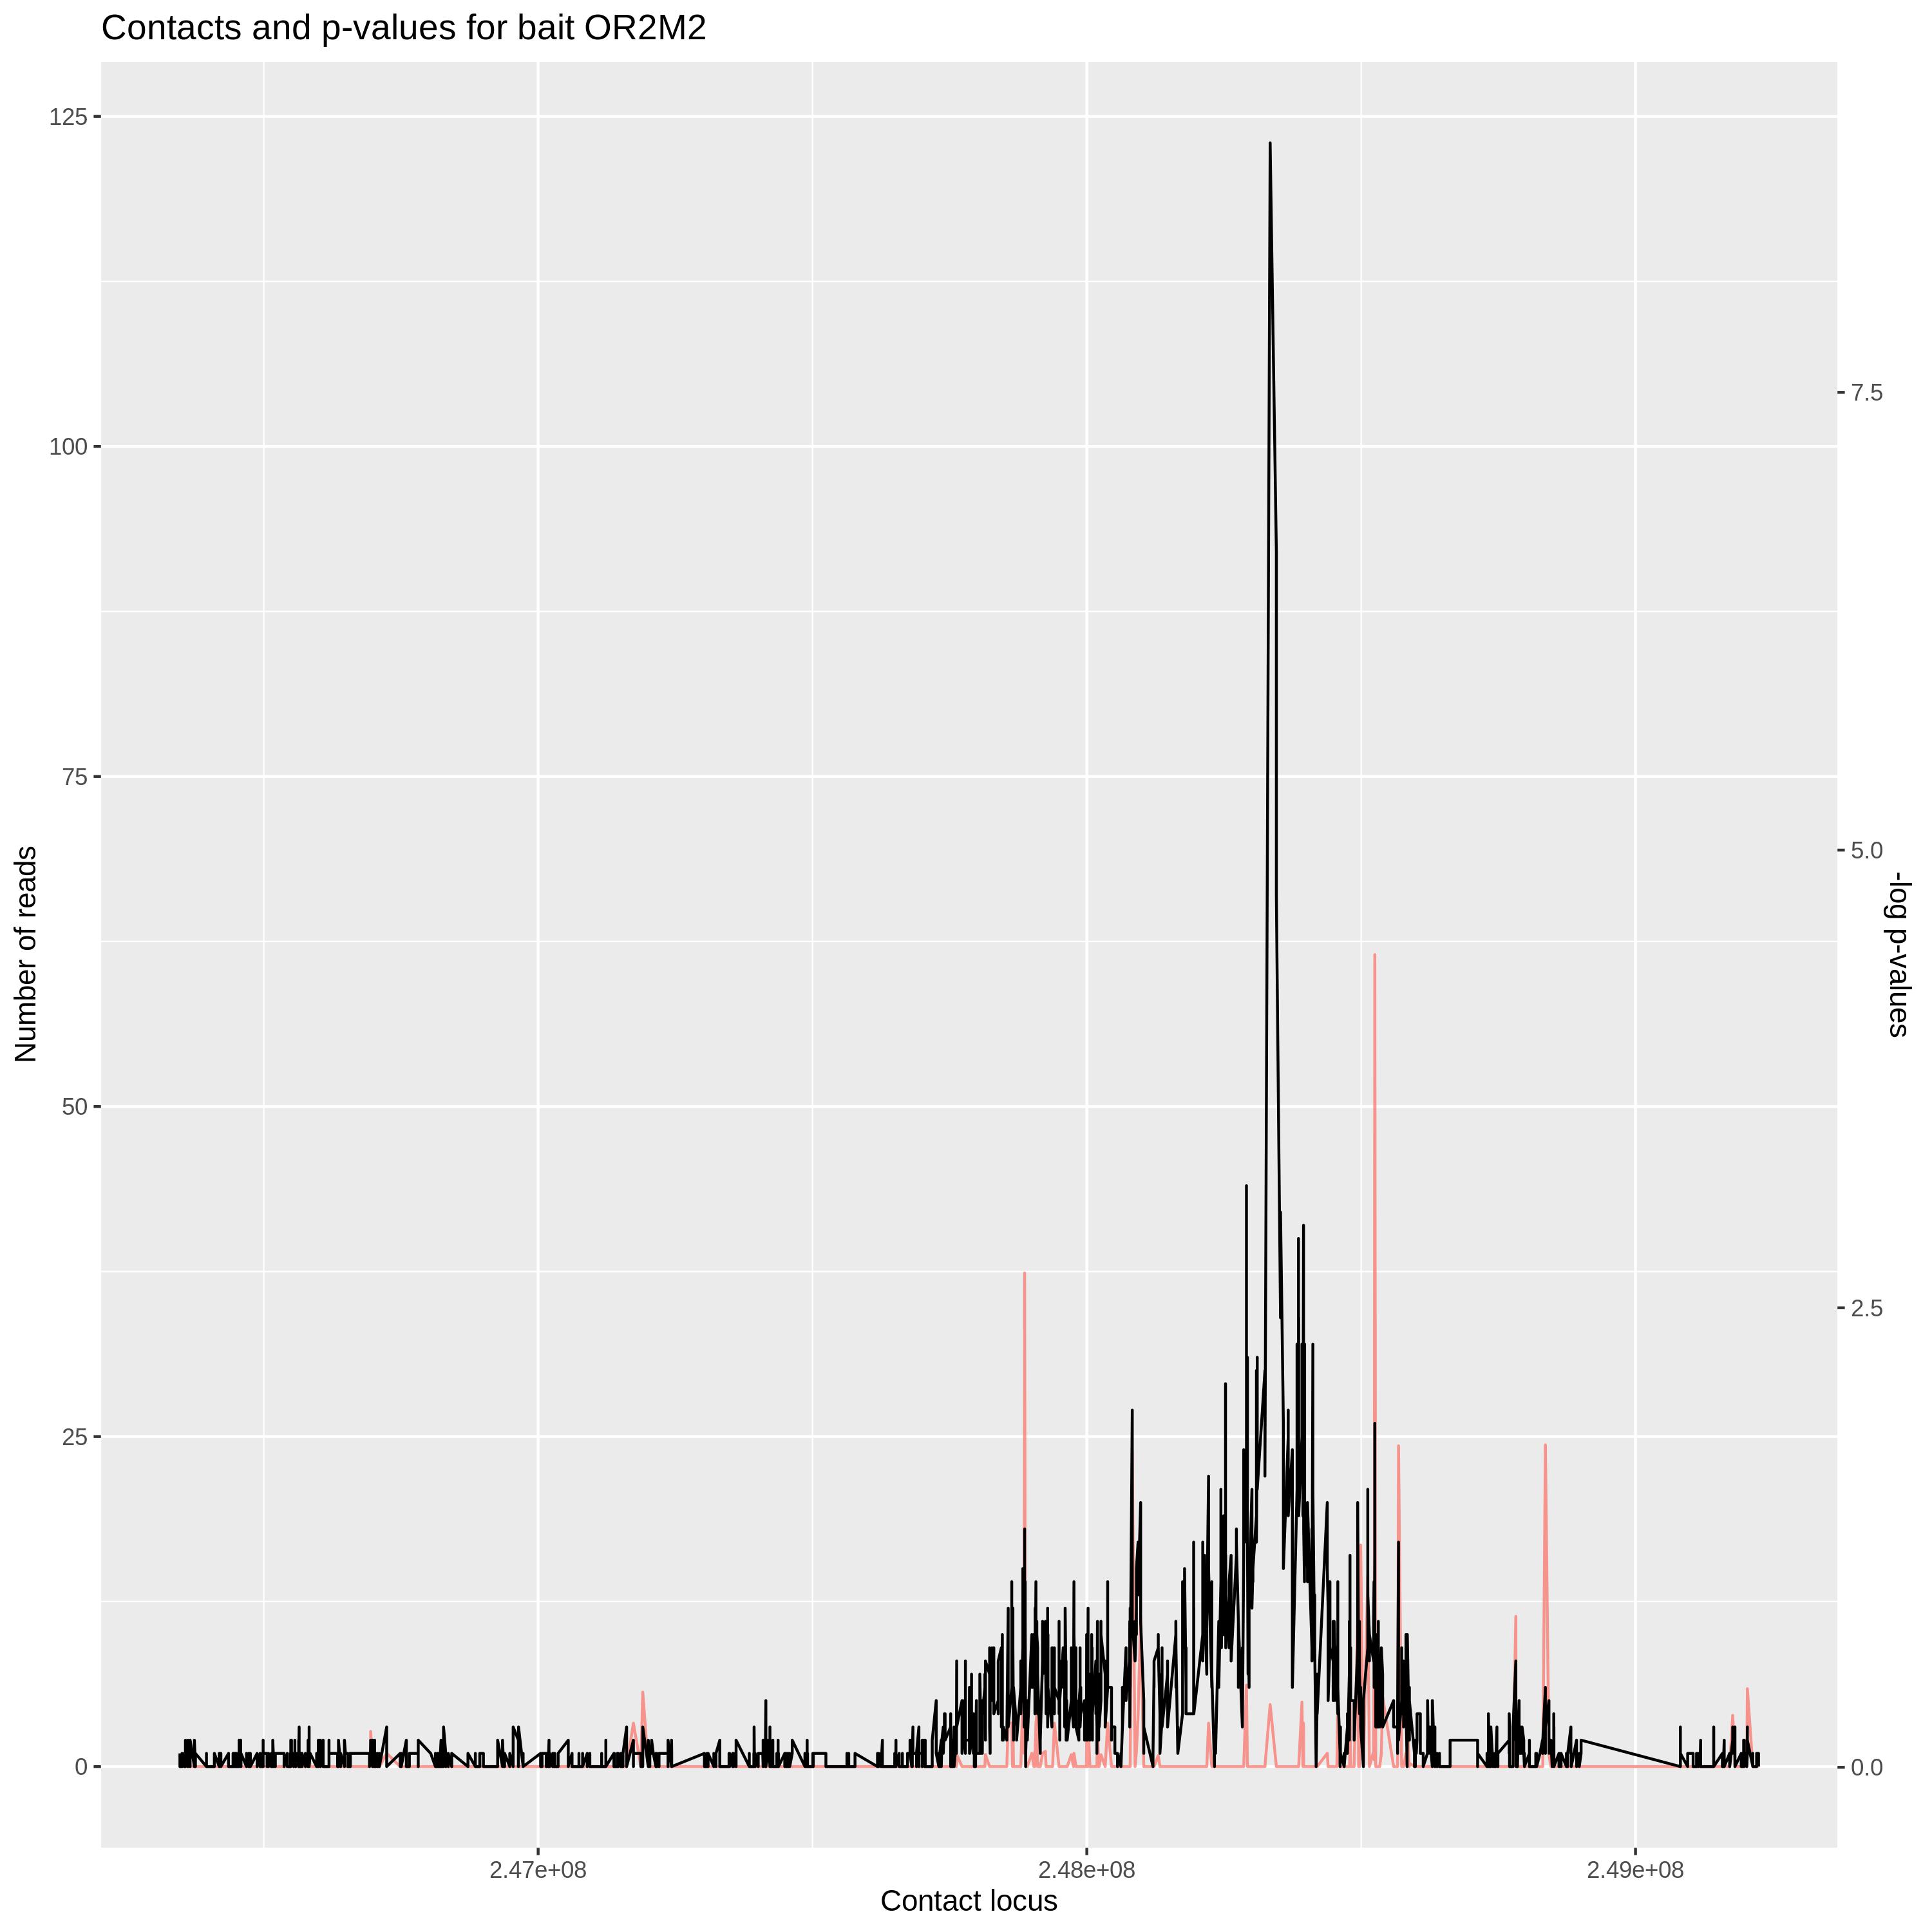 Contacts and p-values for bait OR2M2
125
100
75
50
25
0
Number of reads
7.5
5.0
2.5
0.0
-log p-values
2.47e+08
2.48e+08
2.49e+08
Contact locus